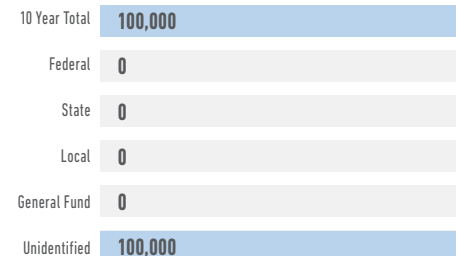 10 Year Total 100,000
Federal 0
State 0
Local 0
General Fund 0
Unidentified 100,000